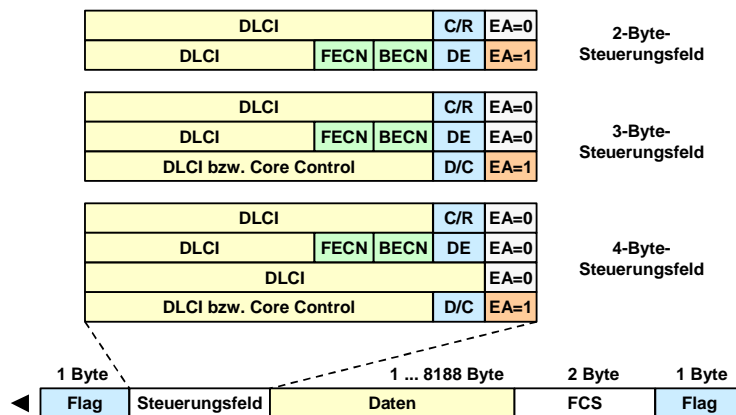 DLCI C/R EA=0
DLCI FECN BECN DE EA=1
2-Byte-
Steuerungsfeld
DLCI C/R EA=0
DLCI FECN BECN DE EA=0
DLCI bzw. Core Control D/C EA=1
3-Byte-
Steuerungsfeld
DLCI C/R EA=0
DLCI FECN BECN DE EA=0
DLCI EA=0
DLCI bzw. Core Control D/C EA=1
4-Byte-
Steuerungsfeld
1 Byte 1 ... 8188 Byte 2 Byte 1 Byte
Flag Steuerungsfeld Daten FCS Flag